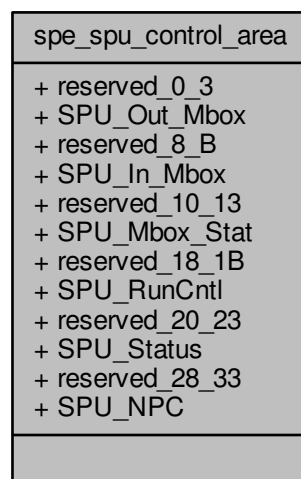 spe_spu_control_area
+ reserved_0_3
+ SPU_Out_Mbox
+ reserved_8_B
+ SPU_In_Mbox
+ reserved_10_13
+ SPU_Mbox_Stat
+ reserved_18_1B
+ SPU_RunCntl
+ reserved_20_23
+ SPU_Status
+ reserved_28_33
+ SPU_NPC